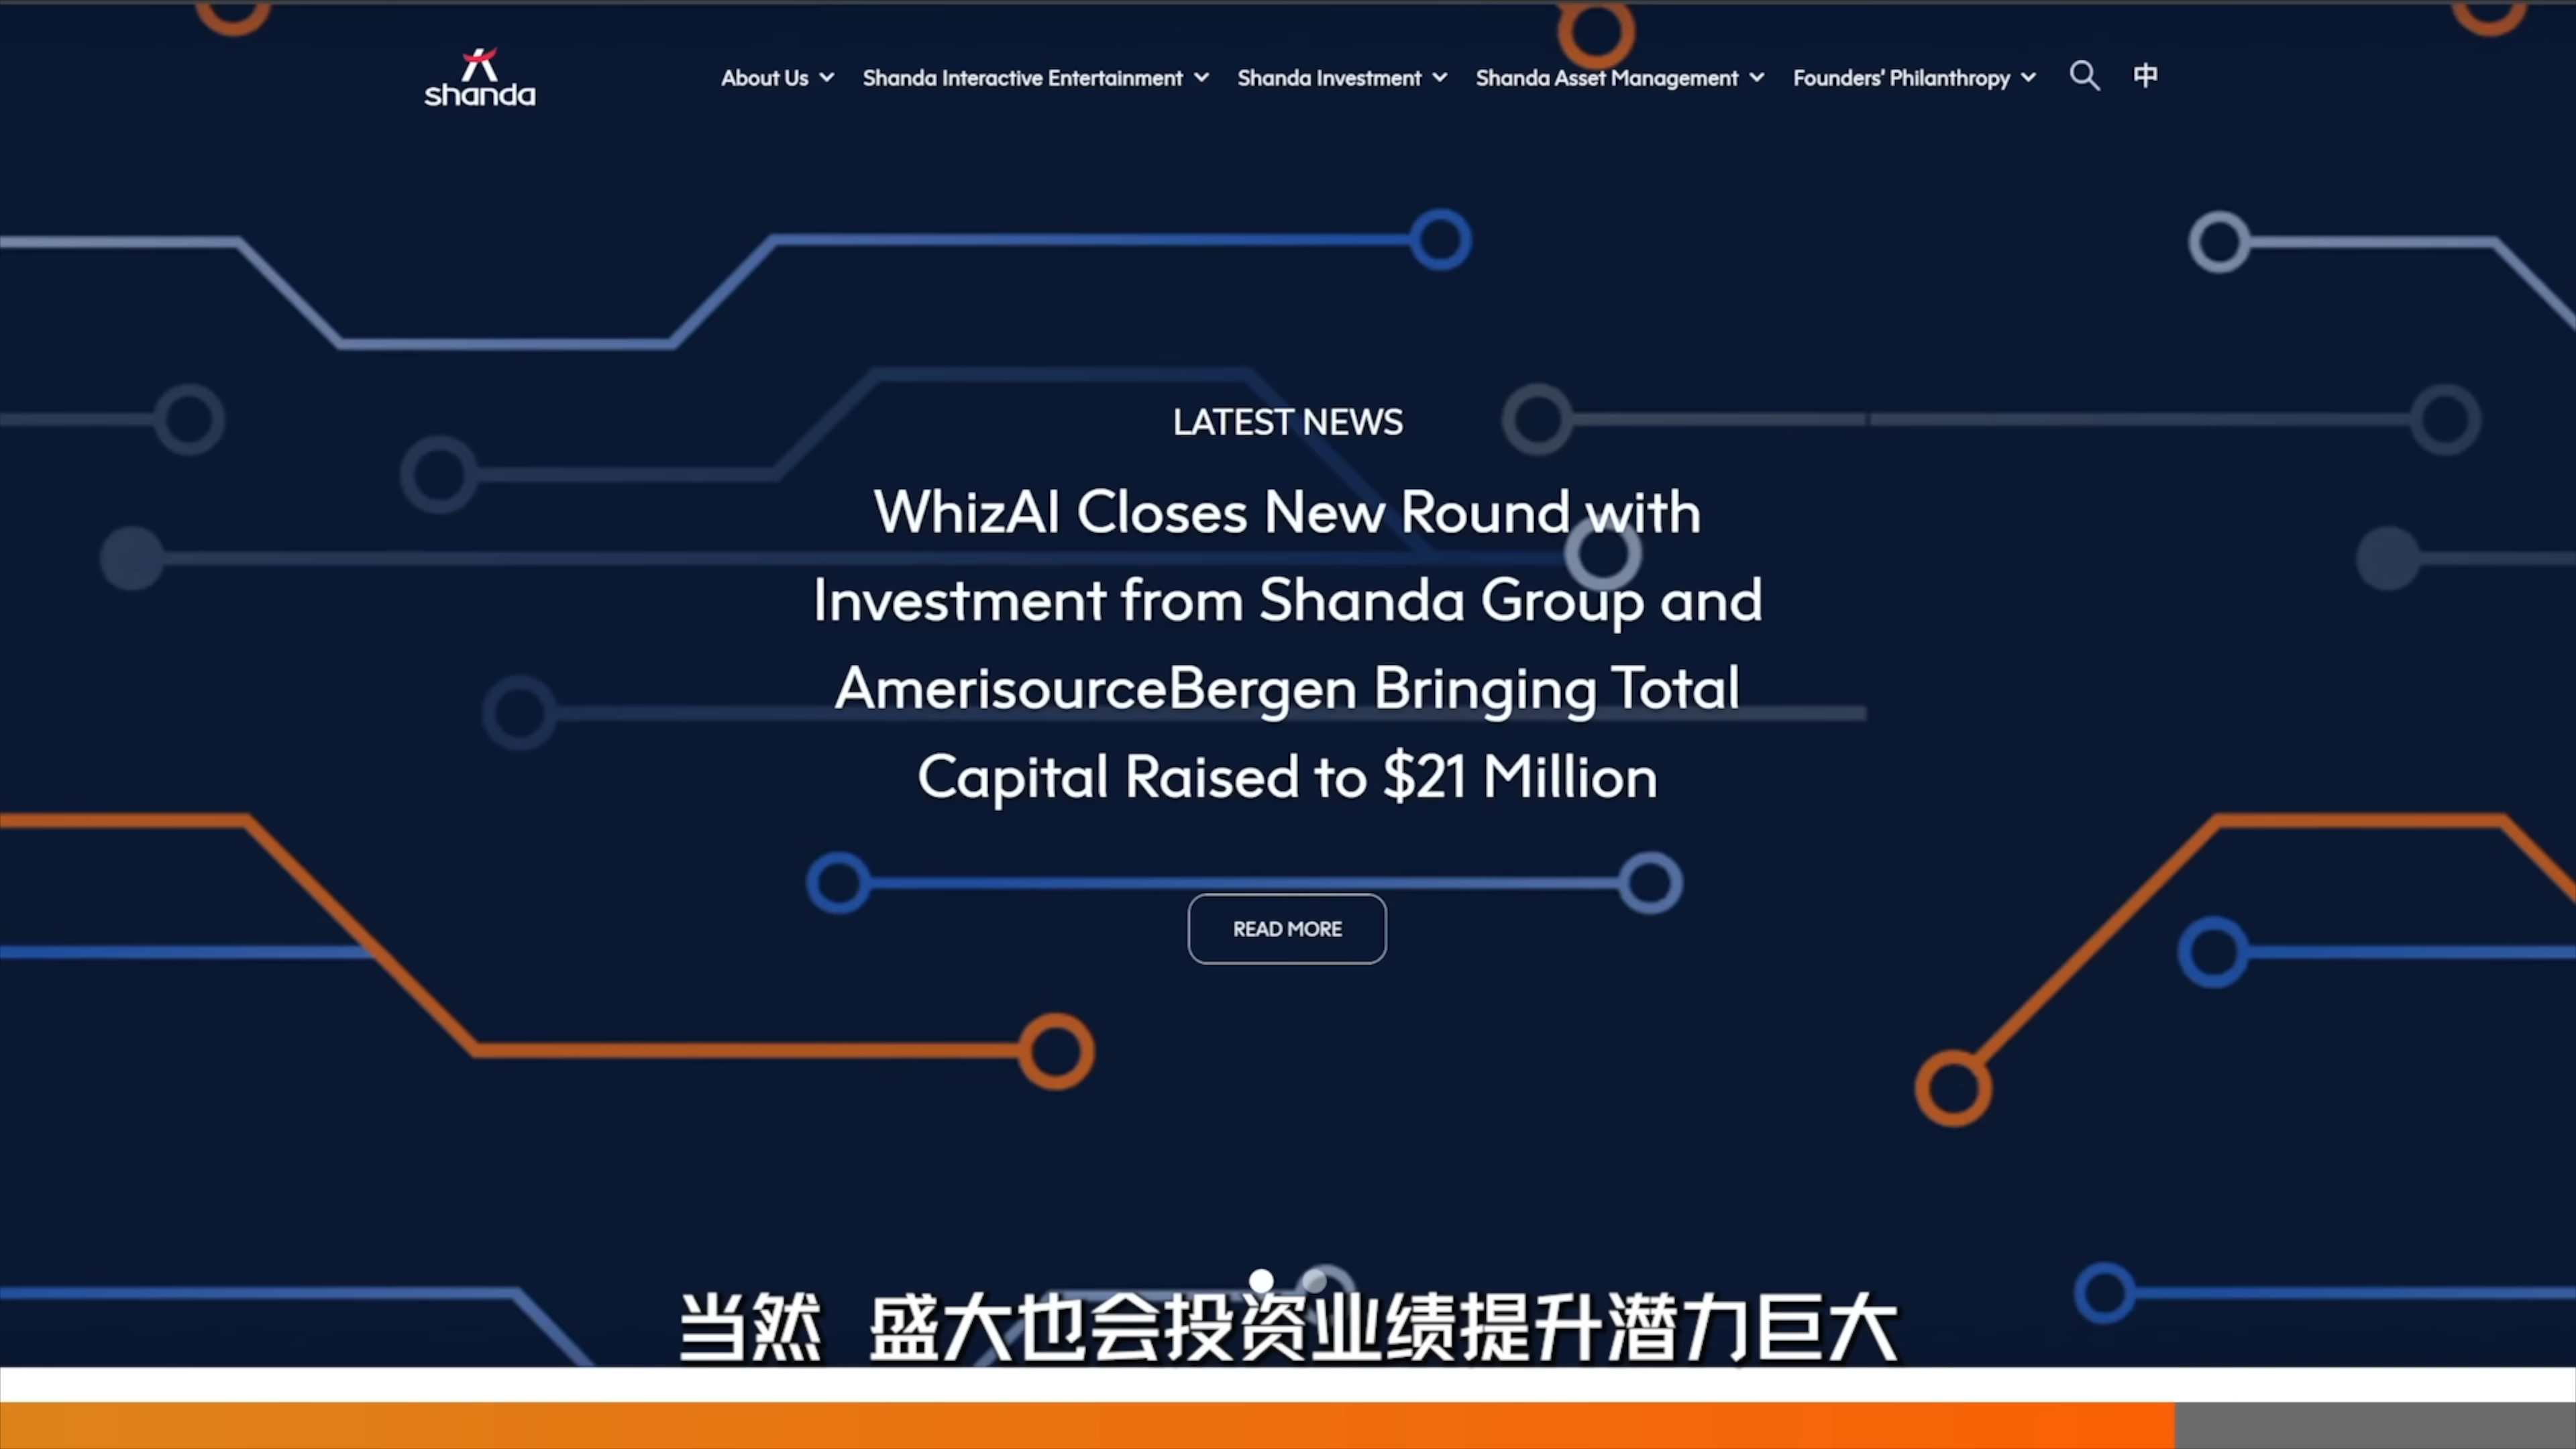 shanda
About Us
Shanda Interactive Entertainment
Shanda Investment
Shanda Asset Management
Founders' Philanthropy
中
LATEST NEWS
WhizAI Closes New Round with
Investment from Shanda Group and
AmerisourceBergen Bringing Total
Capital Raised to $21 Million
READ MORE
当然 盛大也会投资业绩提升潜力巨大